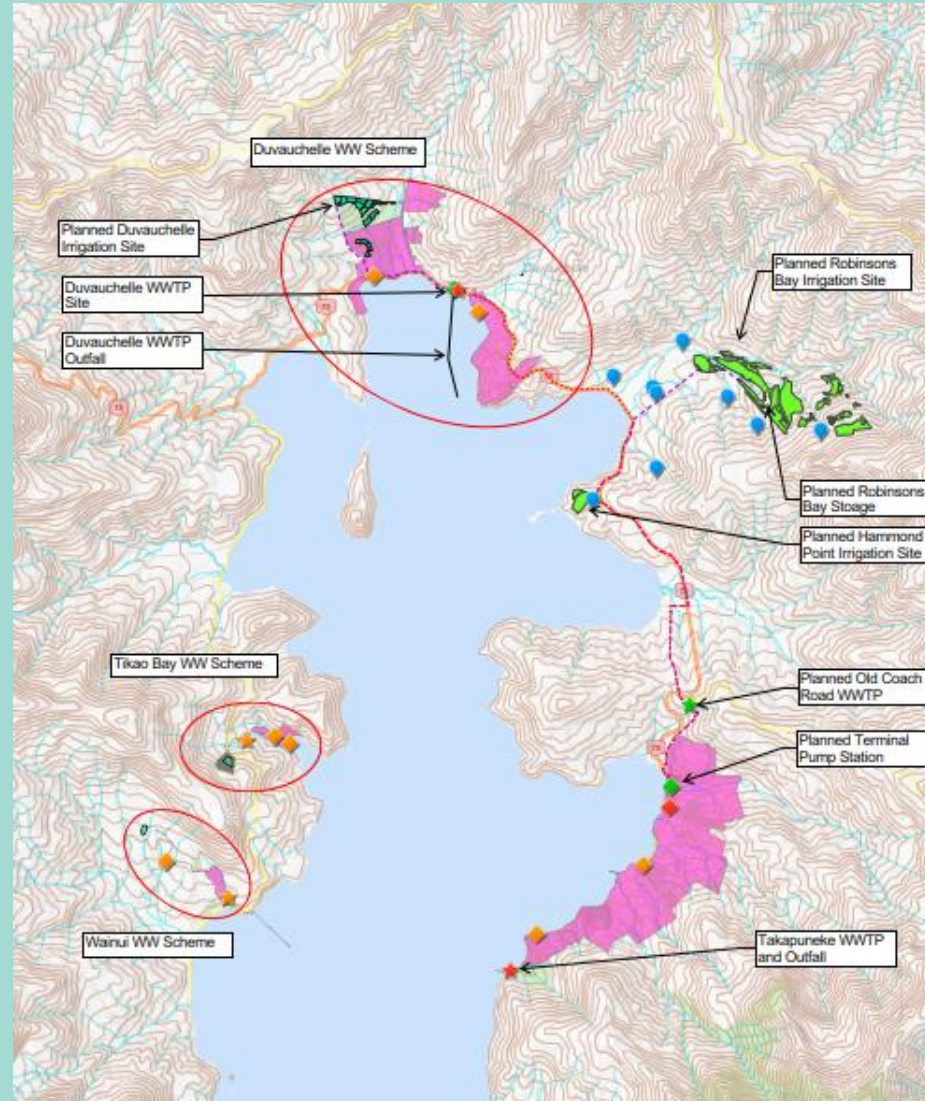 Duvauchelle WW Scheme
Planned Duvauchelle
Irrigation Site
Duvauchelle WWTP
Site
Duvauchelle WWTP
Outfall
Planned Robinsons
Bay Irrigation Site
75
75
Planned Robinsons
Bay Stoage
Planned Hammond
Point Irrigation Site
Tikao Bay WW Scheme
Planned Old Coach
Road WWTP
75
Planned Terminal
Pump Station
Wainui WW Scheme
Takapuneke WWTP
and Outfall